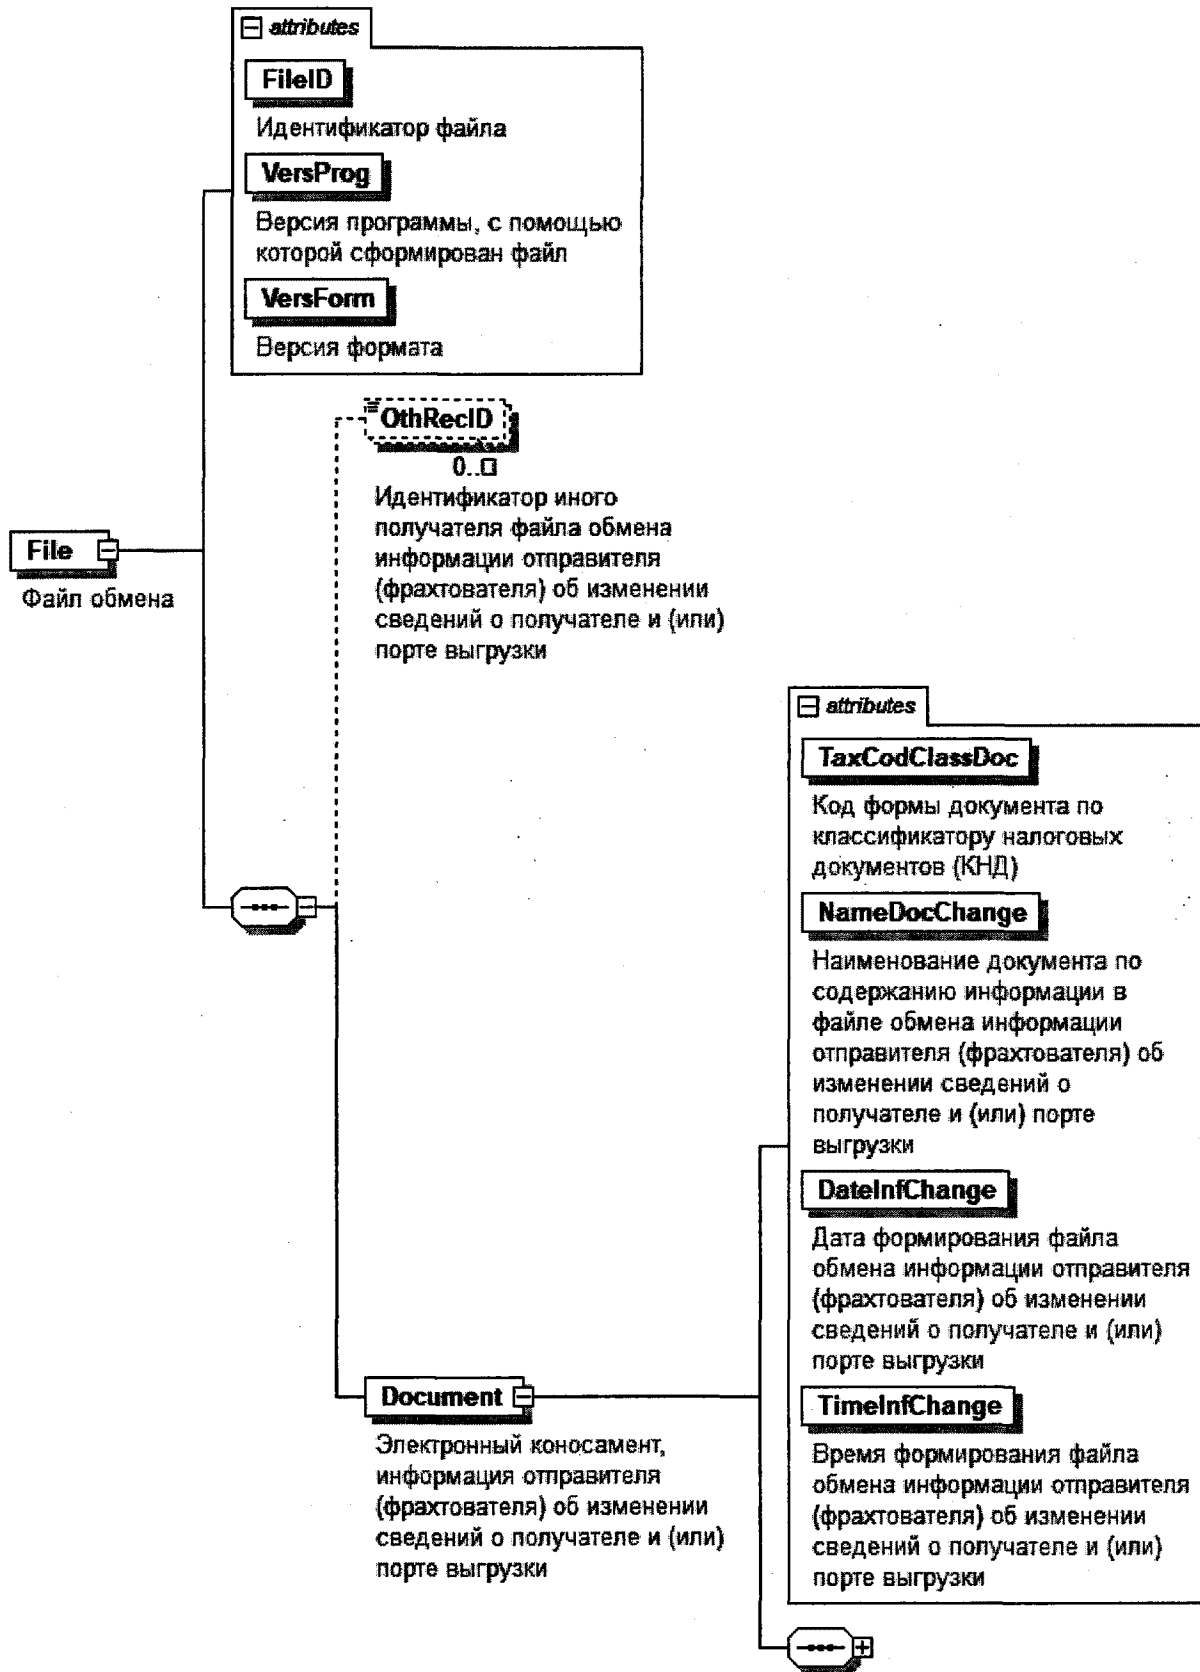 attributes
FileID
Идентификатор файла
VersProg
Версия программы, с помощью
которой сформирован файл
VersForm
Версия формата
OthRecID
0..□
Идентификатор иного
получателя файла обмена
информации отправителя
(фрахтователя) об изменении
сведений о получателе и (или)
порте выгрузки
File
Файл обмена
attributes
TaxCodClassDoc
Код формы документа по
классификатору налоговых
документов (КНД)
NameDocChange
Наименование документа по
содержанию информации в
файле обмена информации
отправителя (фрахтователя) об
изменении сведений о
получателе и (или) порте
выгрузки
DateInfChange
Дата формирования файла
обмена информации отправителя
(фрахтователя) об изменении
сведений о получателе и (или)
порте выгрузки
TimeInfChange
Время формирования файла
обмена информации отправителя
(фрахтователя) об изменении
сведений о получателе и (или)
порте выгрузки
Document
Электронный коносамент,
информация отправителя
(фрахтователя) об изменении
сведений о получателе и (или)
порте выгрузки